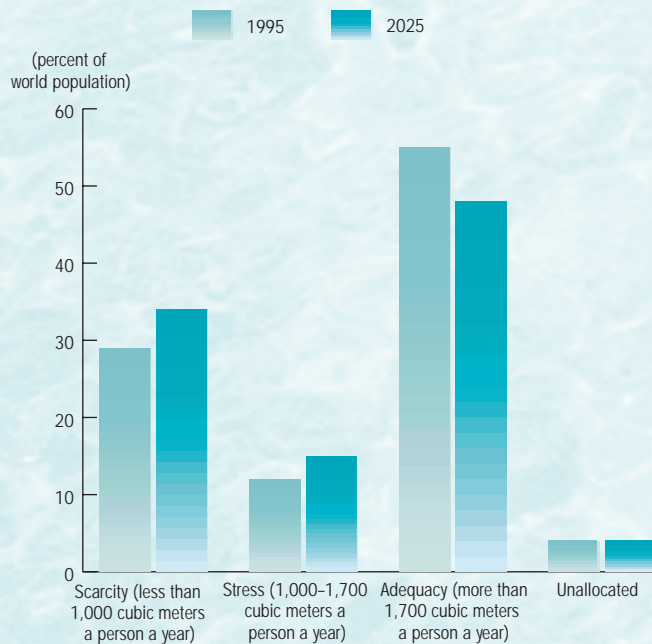 1995 2025
(percent of
world population)
60
50
40
30
20
10
0
Scarcity (less than
1,000 cubic meters
a person a year)
Stress (1,000–1,700
cubic meters a
person a year)
Adequacy (more than
1,700 cubic meters
a person a year)
Unallocated